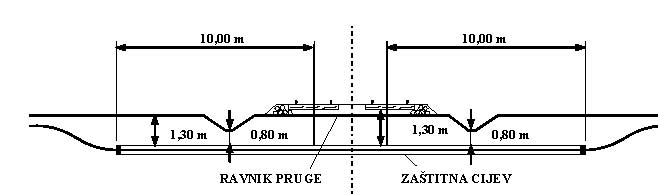 10,00 m 10,00 m
1,30 m 0,80 m 1,30 m 0,80 m
RAVNIK PRUGE ZAŠTITNA CIJEV